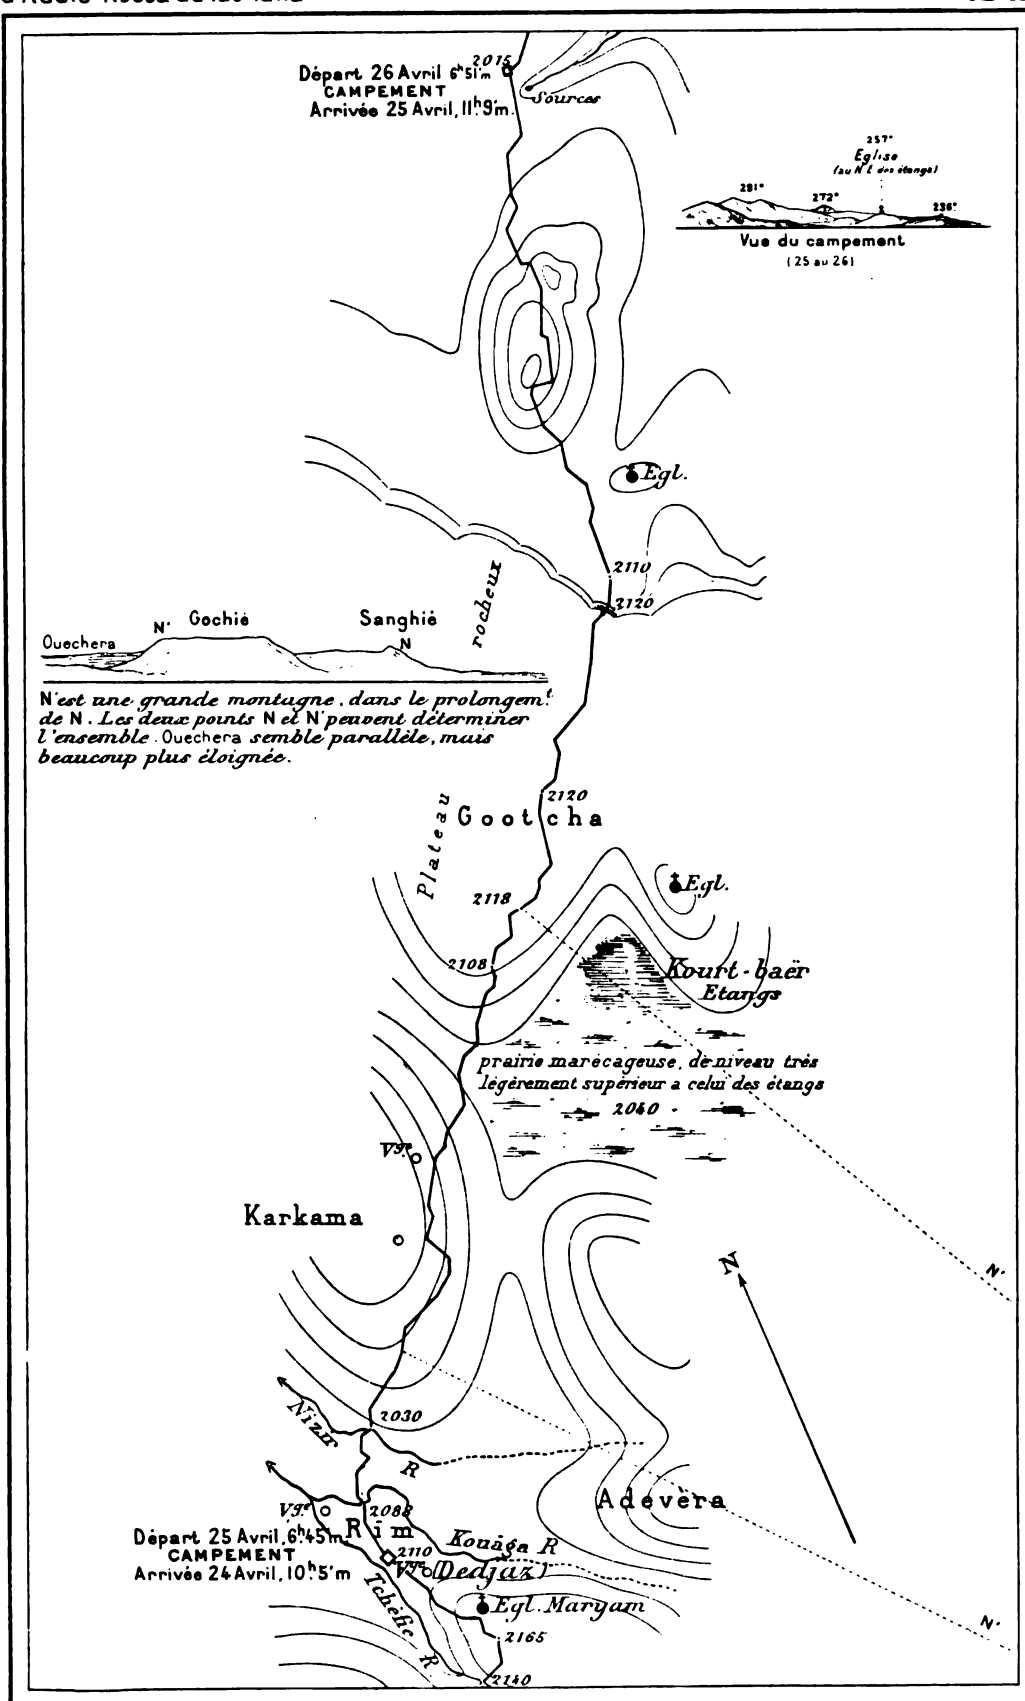 2015
Départ 26 Avril 6ʰ51ᵐ
CAMPEMENT
Arrivée 25 Avril, 11ʰ9ᵐ.
Sources
257°
Eglise
(au N.E. des étangs)
291°
272°
236°
Vue du campement
(25 au 26)
Egl.
2110
2120
rocheux
N'
Gochié
Sanghié
Ouechera
N
N'est une grande montagne, dans le prolongemᵗ.
de N. Les deux points N et N' peuvent déterminer
l'ensemble. Ouechera semble parallèle, mais
beaucoup plus éloignée.
2120
Gootcha
Plateau
Egl.
2118
2108
Kourt-baër
Etangs
prairie marécageuse, de niveau très
légèrement supérieur a celui des étangs
2040
Vgᵉ
Karkama
N
N'
Nizir
R
2030
Adevèra
Vgᵉ
2088
Départ 25 Avril, 6ʰ45ᵐ
Rim
CAMPEMENT
Arrivée 24 Avril, 10ʰ5ᵐ
Kouága R
2110
Vgᵉ (Dedjaz)
Tchéfié R
Egl. Maryam
N'
2165
2140